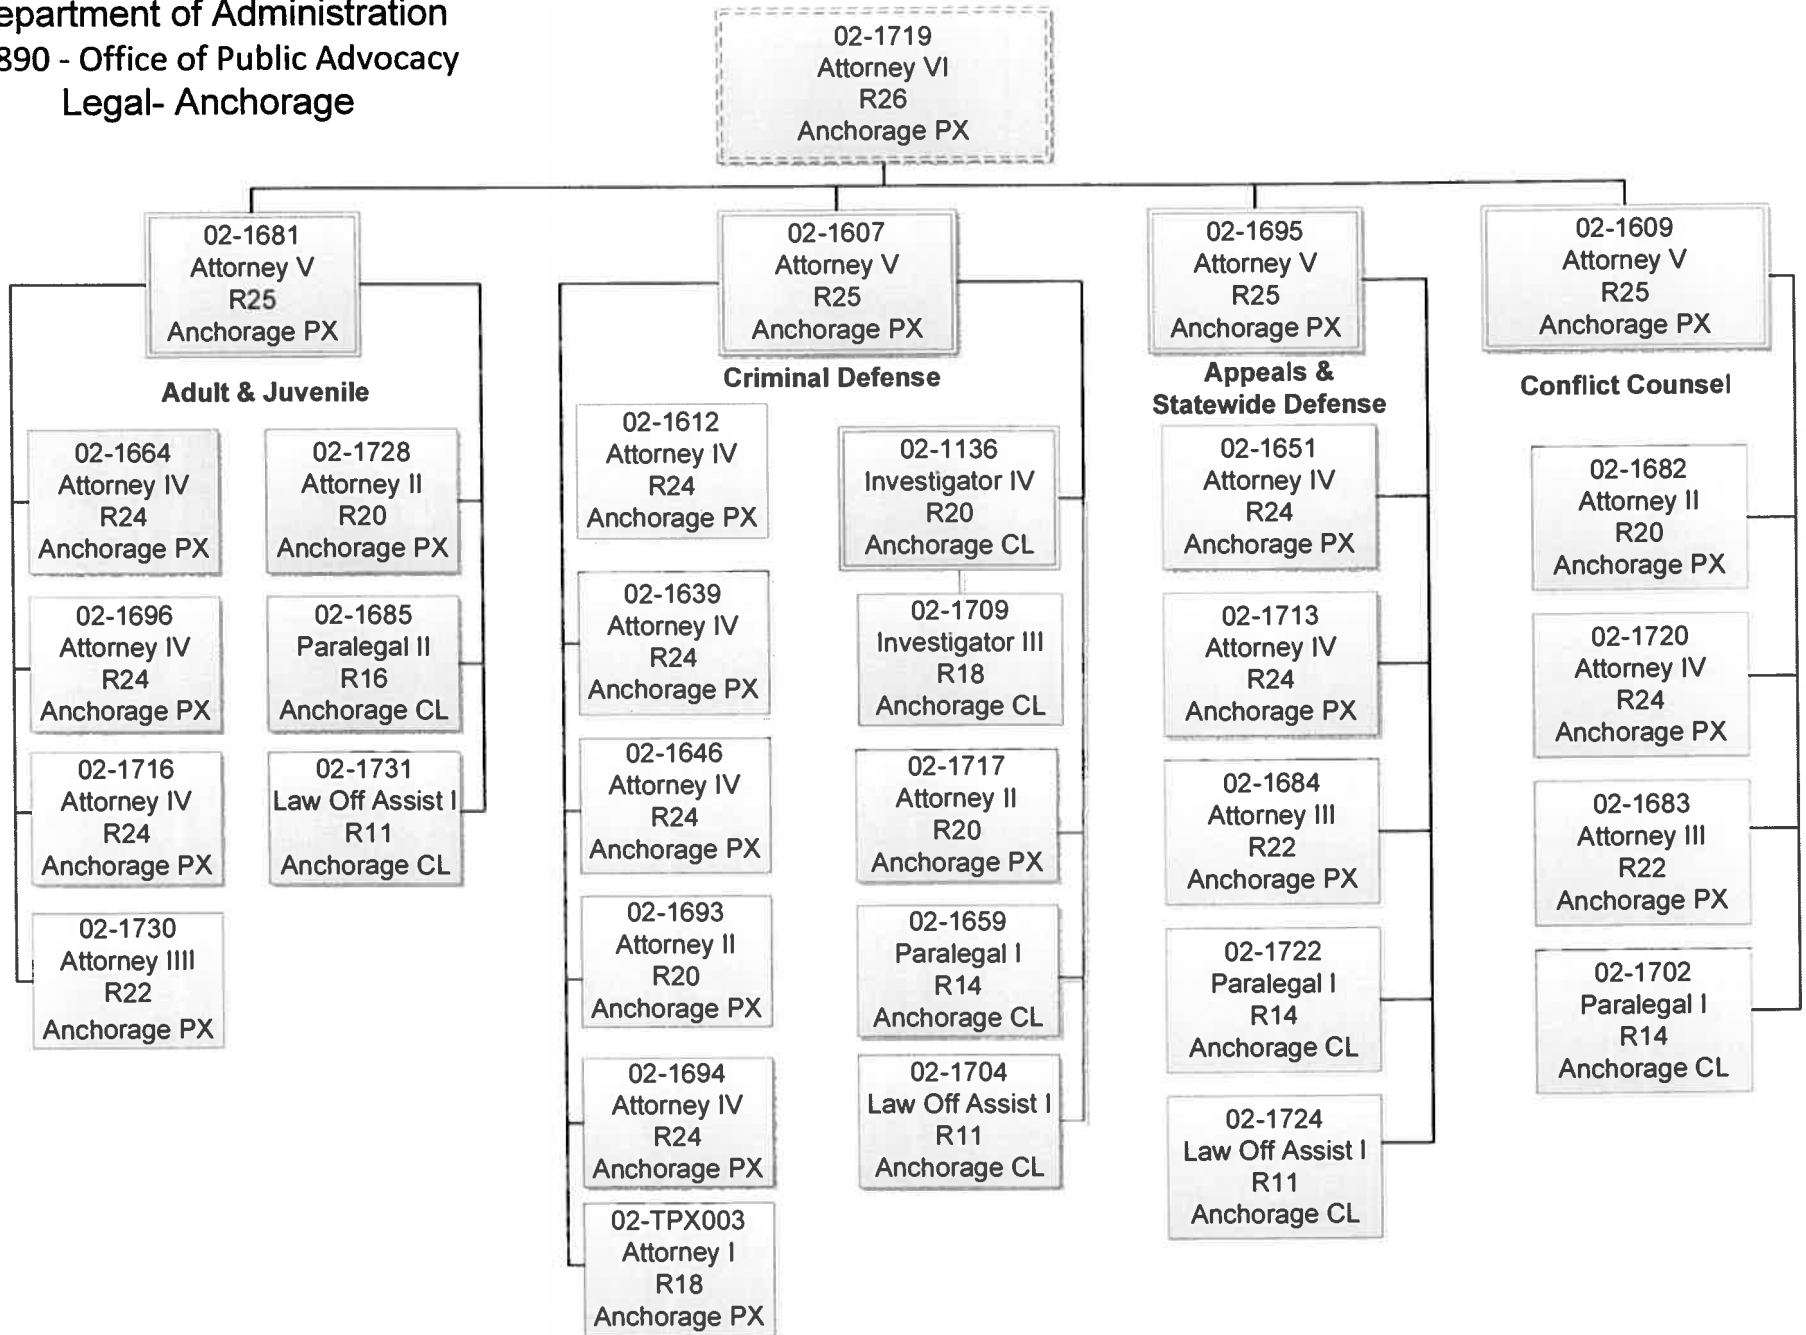 epartment of Administration
890 - Office of Public Advocacy
Legal- Anchorage
02-1719
Attorney VI
R26
Anchorage PX
02-1681
Attorney V
R25
Anchorage PX
Adult & Juvenile
02-1664
Attorney IV
R24
Anchorage PX
02-1696
Attorney IV
R24
Anchorage PX
02-1716
Attorney IV
R24
Anchorage PX
02-1730
Attorney IIII
R22
Anchorage PX
02-1728
Attorney II
R20
Anchorage PX
02-1685
Paralegal II
R16
Anchorage CL
02-1731
Law Off Assist I
R11
Anchorage CL
02-1607
Attorney V
R25
Anchorage PX
Criminal Defense
02-1612
Attorney IV
R24
Anchorage PX
02-1639
Attorney IV
R24
Anchorage PX
02-1646
Attorney IV
R24
Anchorage PX
02-1693
Attorney II
R20
Anchorage PX
02-1694
Attorney IV
R24
Anchorage PX
02-TPX003
Attorney I
R18
Anchorage PX
02-1136
Investigator IV
R20
Anchorage CL
02-1709
Investigator III
R18
Anchorage CL
02-1717
Attorney II
R20
Anchorage PX
02-1659
Paralegal I
R14
Anchorage CL
02-1704
Law Off Assist I
R11
Anchorage CL
02-1695
Attorney V
R25
Anchorage PX
Appeals &
Statewide Defense
02-1651
Attorney IV
R24
Anchorage PX
02-1713
Attorney IV
R24
Anchorage PX
02-1684
Attorney III
R22
Anchorage PX
02-1722
Paralegal I
R14
Anchorage CL
02-1724
Law Off Assist I
R11
Anchorage CL
02-1609
Attorney V
R25
Anchorage PX
Conflict Counsel
02-1682
Attorney II
R20
Anchorage PX
02-1720
Attorney IV
R24
Anchorage PX
02-1683
Attorney III
R22
Anchorage PX
02-1702
Paralegal I
R14
Anchorage CL